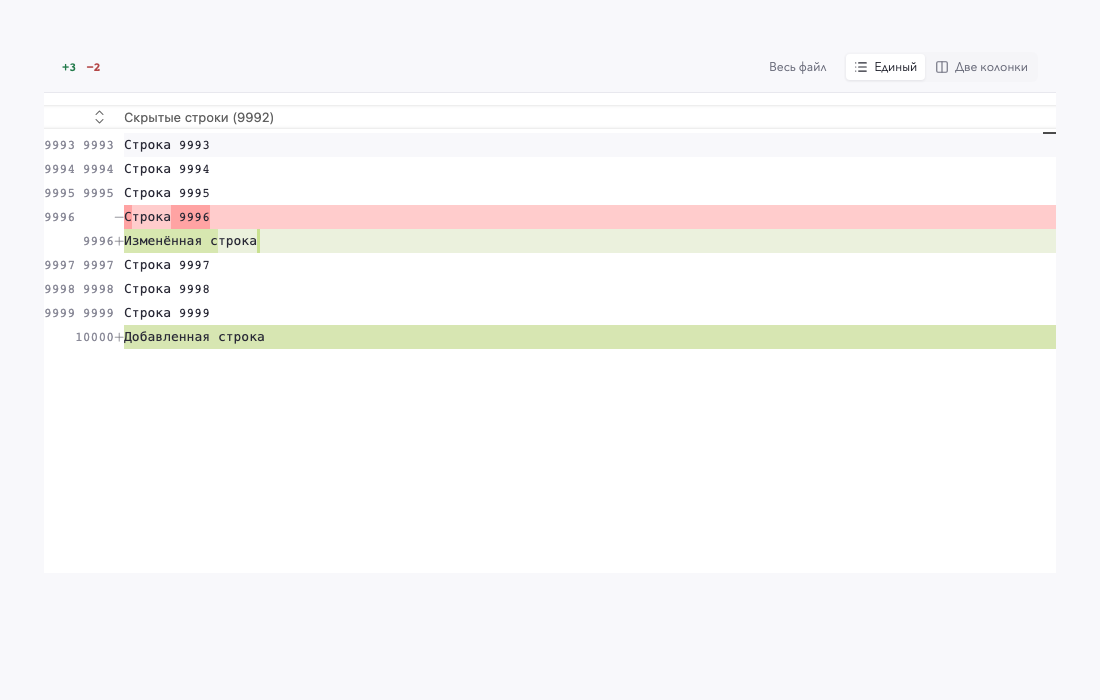 +3 −2 Весь файл Единый Две колонки
Скрытые строки (9992)
9993 9993 Строка 9993
9994 9994 Строка 9994
9995 9995 Строка 9995
9996 −Строка 9996
9996+Изменённая строка
9997 9997 Строка 9997
9998 9998 Строка 9998
9999 9999 Строка 9999
10000+Добавленная строка